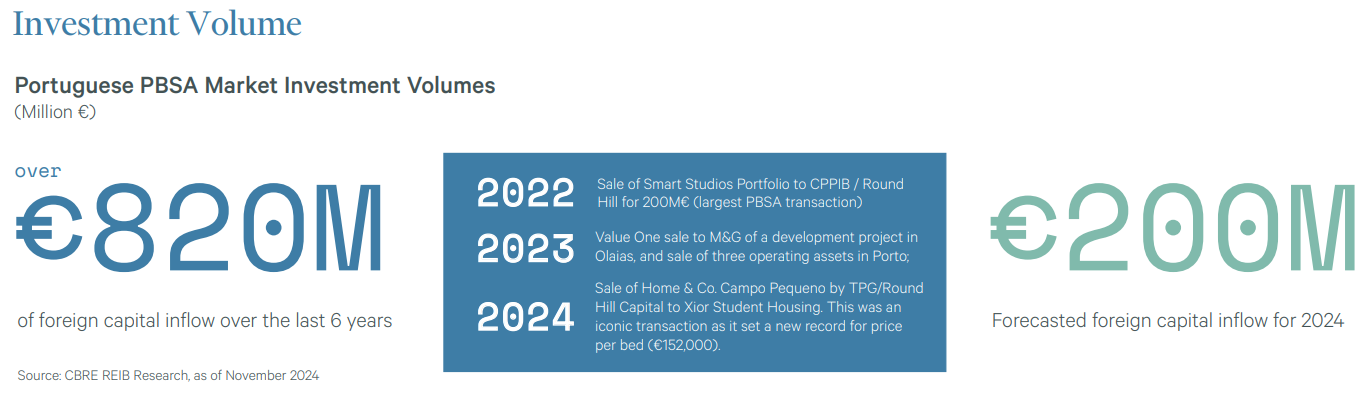 Investment Volume
Portuguese PBSA Market Investment Volumes
(Million €)
over
€820M
of foreign capital inflow over the last 6 years
Source: CBRE REIB Research, as of November 2024
2022
Sale of Smart Studios Portfolio to CPPIB / Round
Hill for 200M€ (largest PBSA transaction)
2023
Value One sale to M&G of a development project in
Olaias, and sale of three operating assets in Porto;
2024
Sale of Home & Co. Campo Pequeno by TPG/Round
Hill Capital to Xior Student Housing. This was an
iconic transaction as it set a new record for price
per bed (€152,000).
€200M
Forecasted foreign capital inflow for 2024